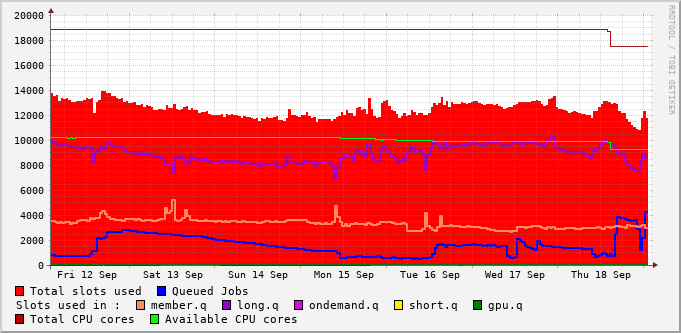 20000
18000
16000
14000
12000
10000
8000
6000
4000
2000
0
Fri 12 Sep Sat 13 Sep Sun 14 Sep Mon 15 Sep Tue 16 Sep Wed 17 Sep Thu 18 Sep
Total slots used Queued Jobs
Slots used in : member.q long.q ondemand.q short.q gpu.q
Total CPU cores Available CPU cores
RRDTOOL / TOBI OETIKER